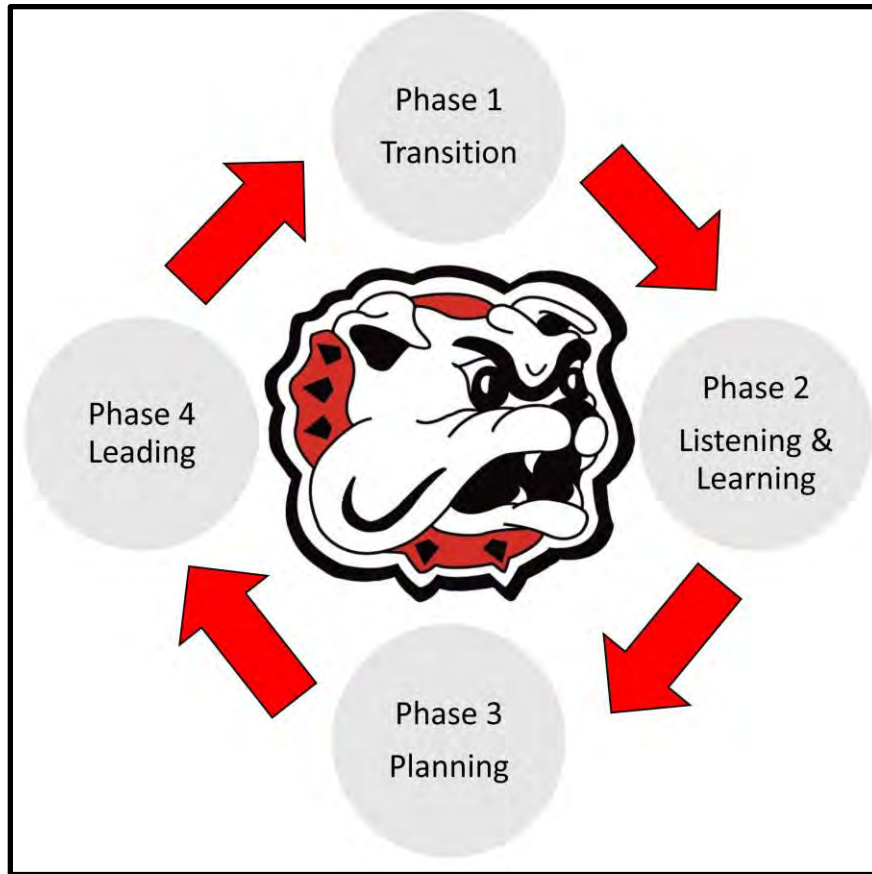 Phase 1
Transition
Phase 2
Listening &
Learning
Phase 3
Planning
Phase 4
Leading